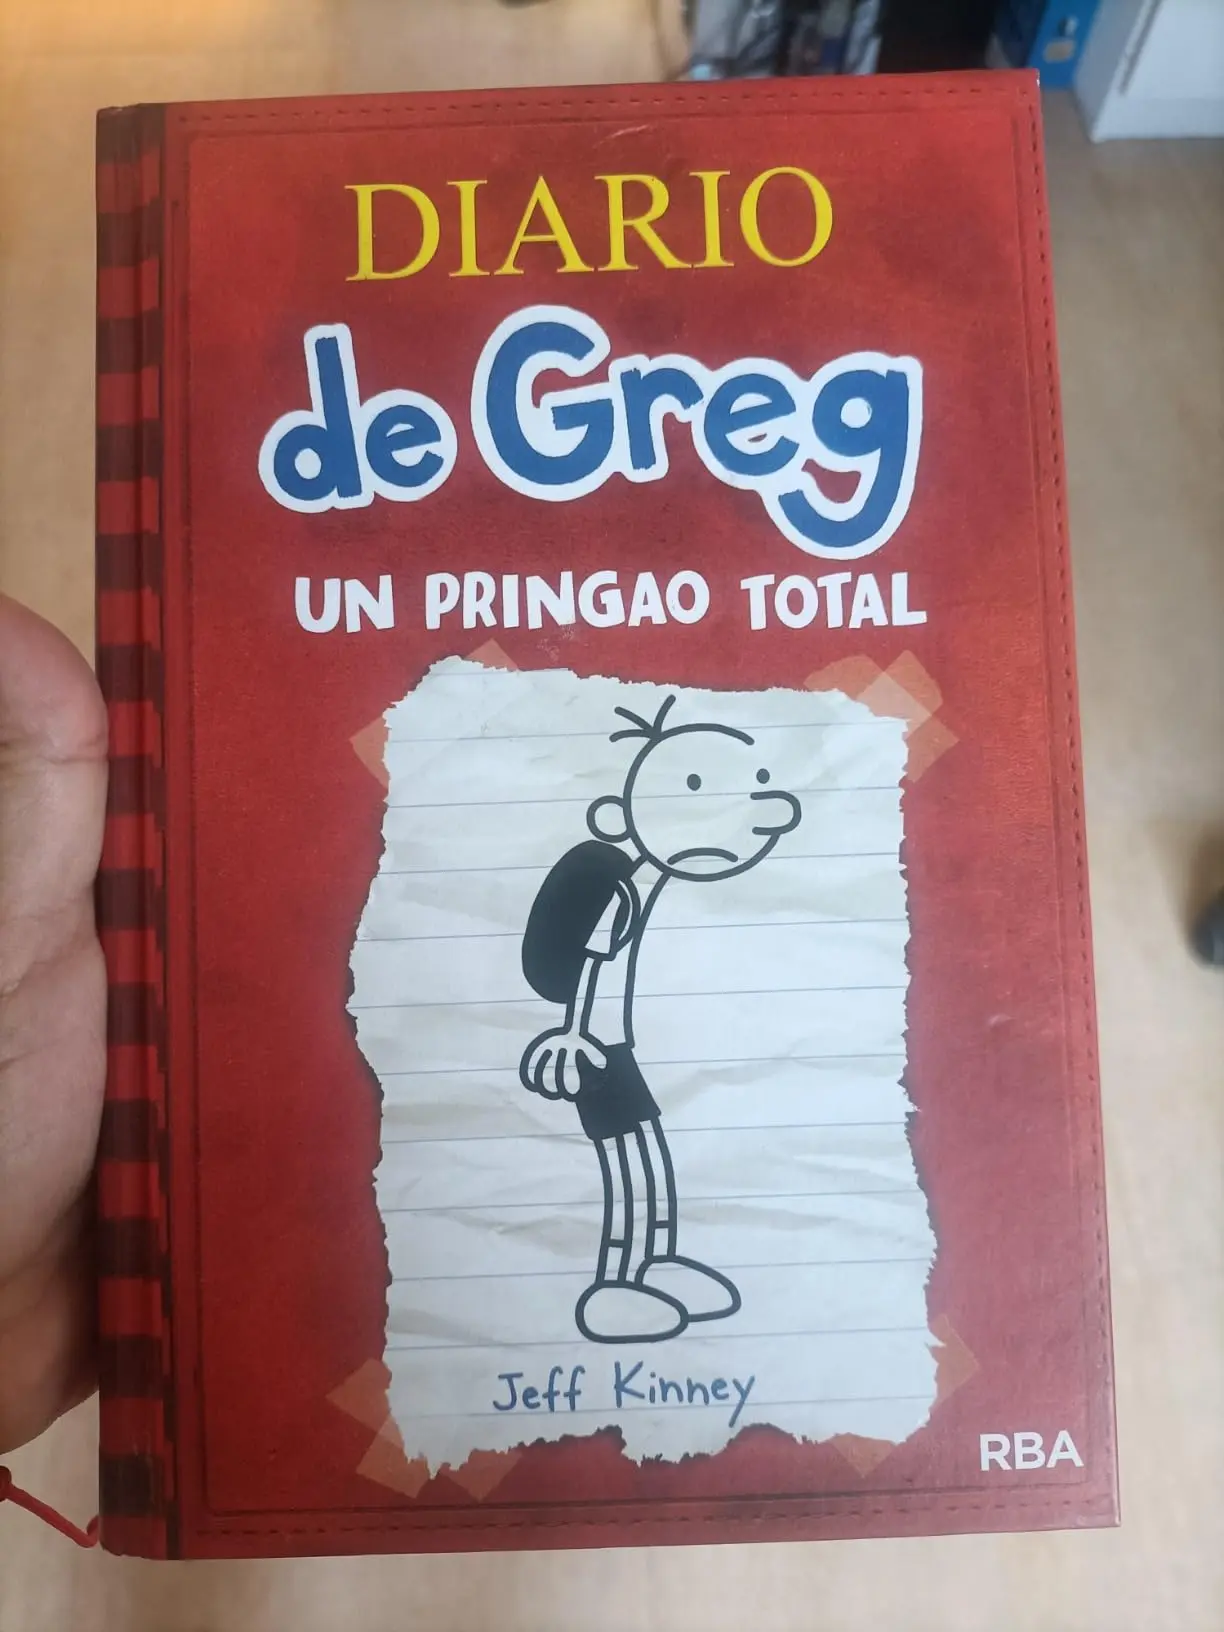 DIARIO
de Greg
UN PRINGAO TOTAL
Jeff Kinney
RBA